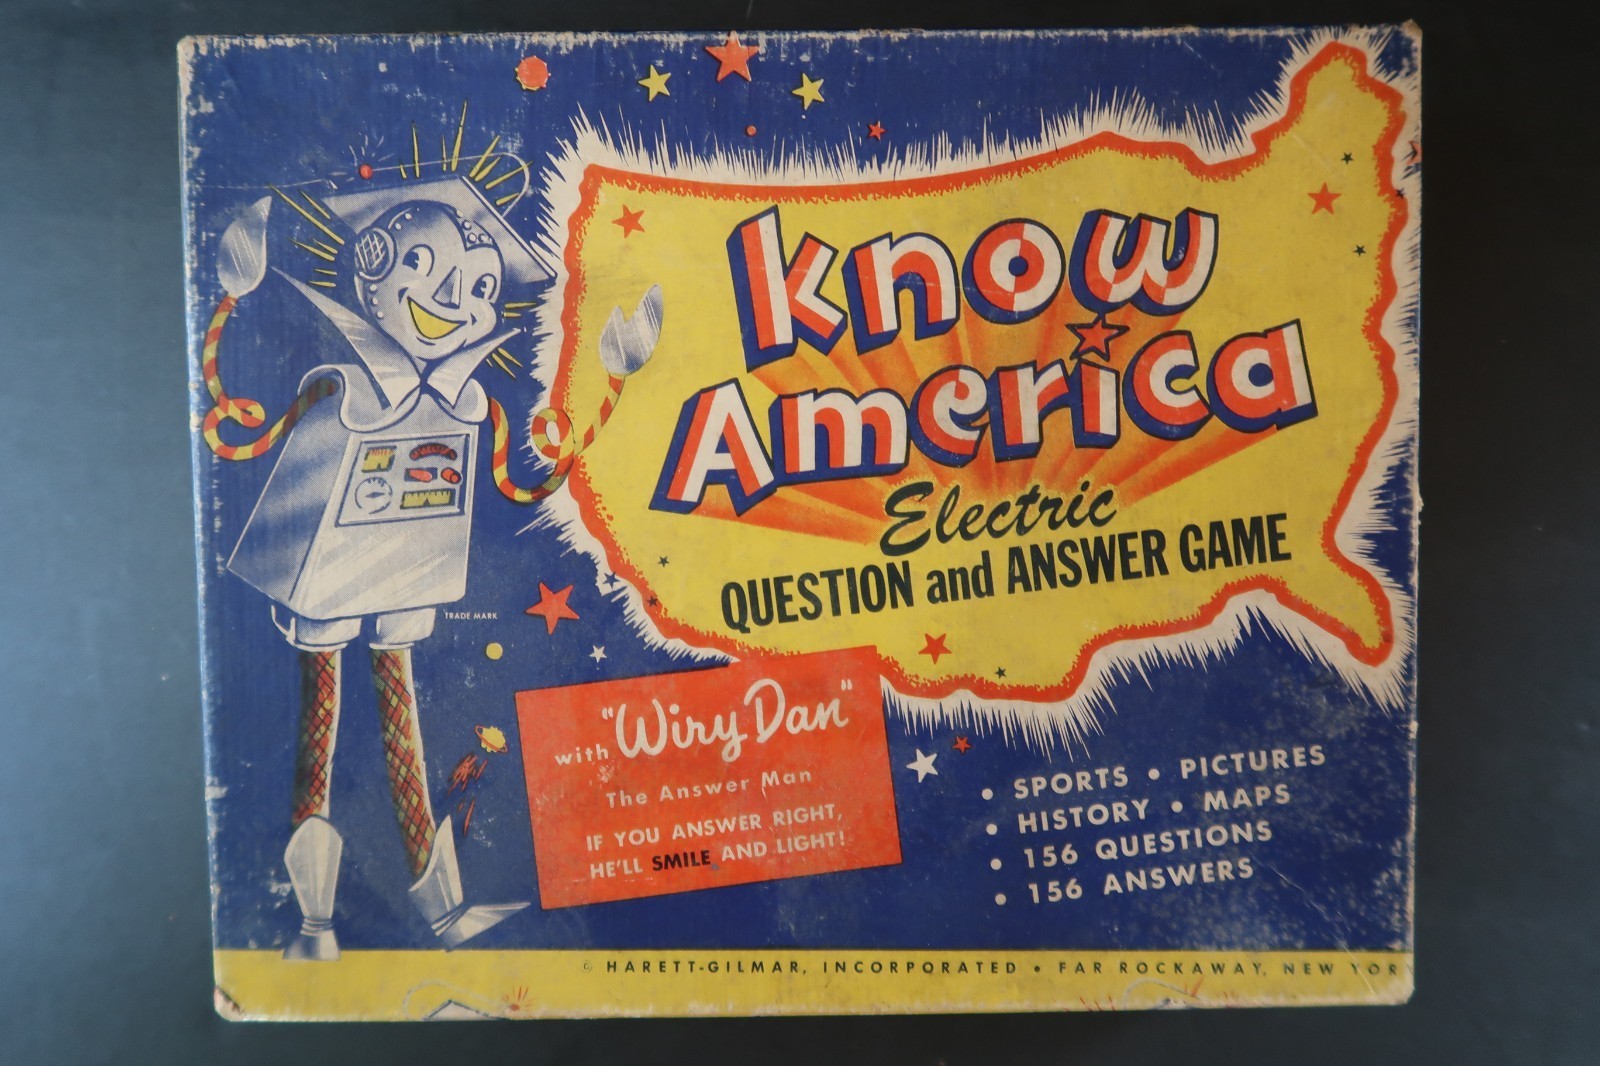 know
America
Electric
QUESTION and ANSWER GAME
TRADE MARK
with "Wiry Dan"
The Answer Man
IF YOU ANSWER RIGHT,
HE'LL SMILE AND LIGHT!
• SPORTS • PICTURES
• HISTORY • MAPS
• 156 QUESTIONS
• 156 ANSWERS
© HARETT-GILMAR, INCORPORATED • FAR ROCKAWAY, NEW YOR